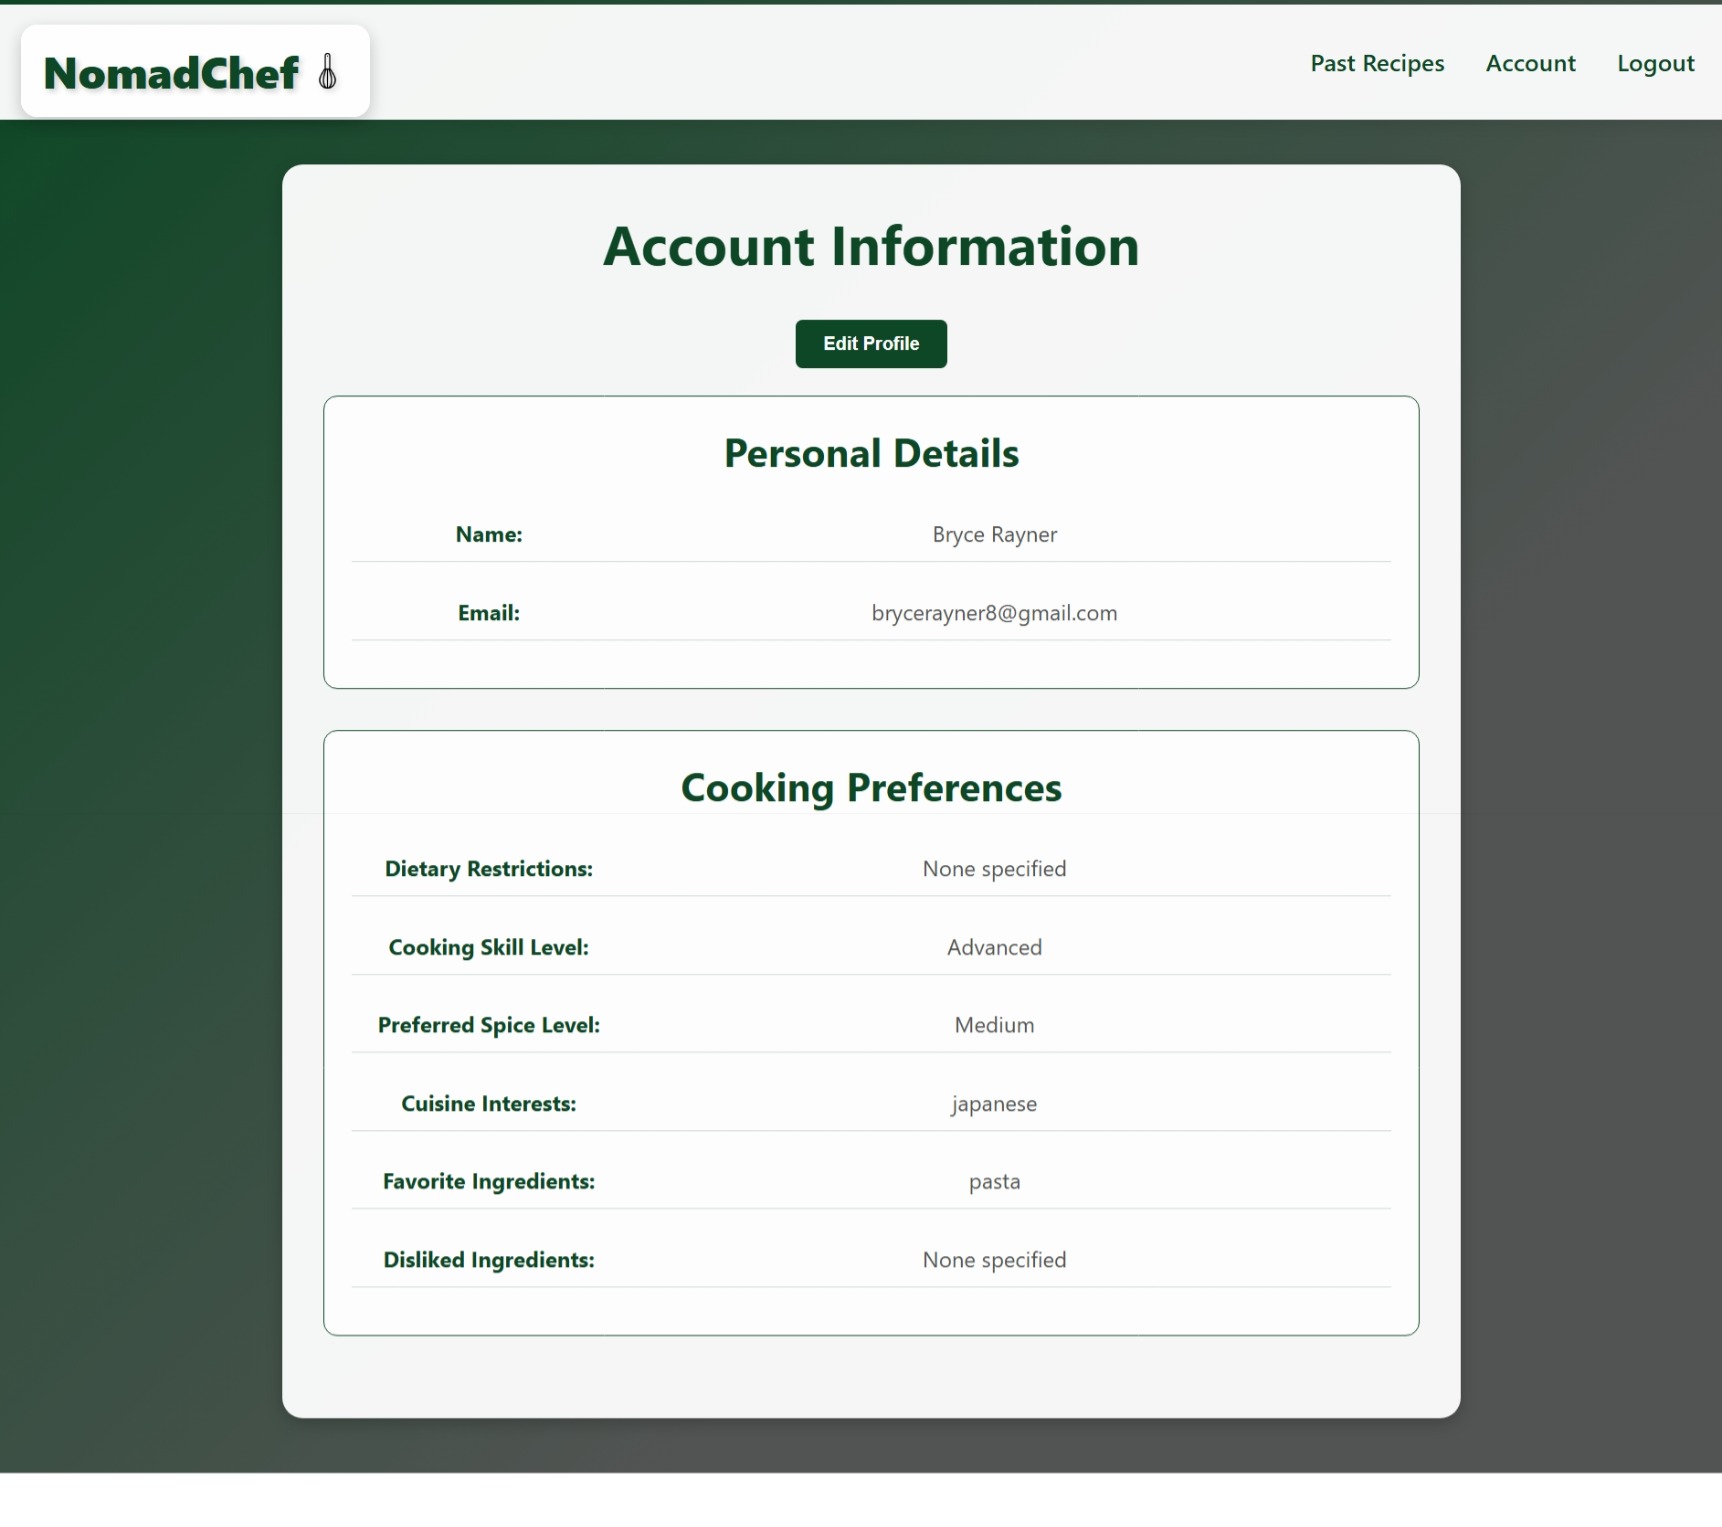 NomadChef
Past Recipes Account Logout
Account Information
Edit Profile
Personal Details
Name: Bryce Rayner
Email: brycerayner8@gmail.com
Cooking Preferences
Dietary Restrictions: None specified
Cooking Skill Level: Advanced
Preferred Spice Level: Medium
Cuisine Interests: japanese
Favorite Ingredients: pasta
Disliked Ingredients: None specified